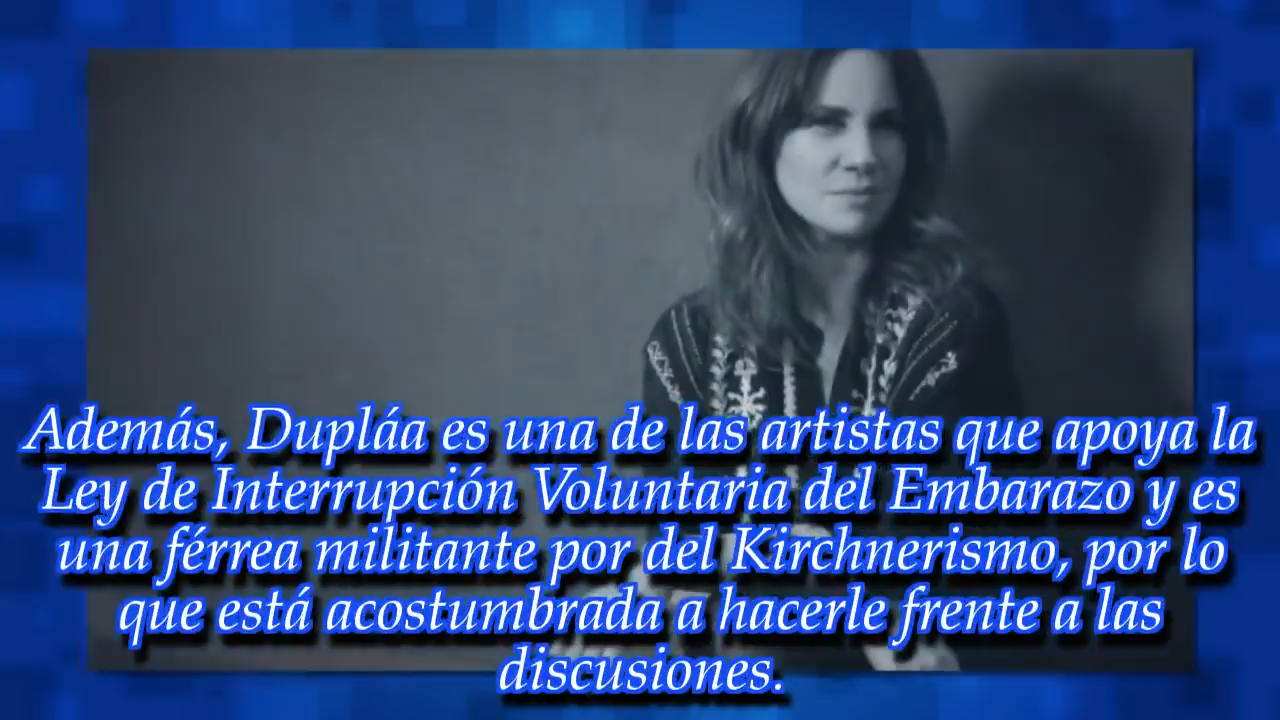 Además, Dupláa es una de las artistas que apoya la
Ley de Interrupción Voluntaria del Embarazo y es
una férrea militante por del Kirchnerismo, por lo
que está acostumbrada a hacerle frente a las
discusiones.